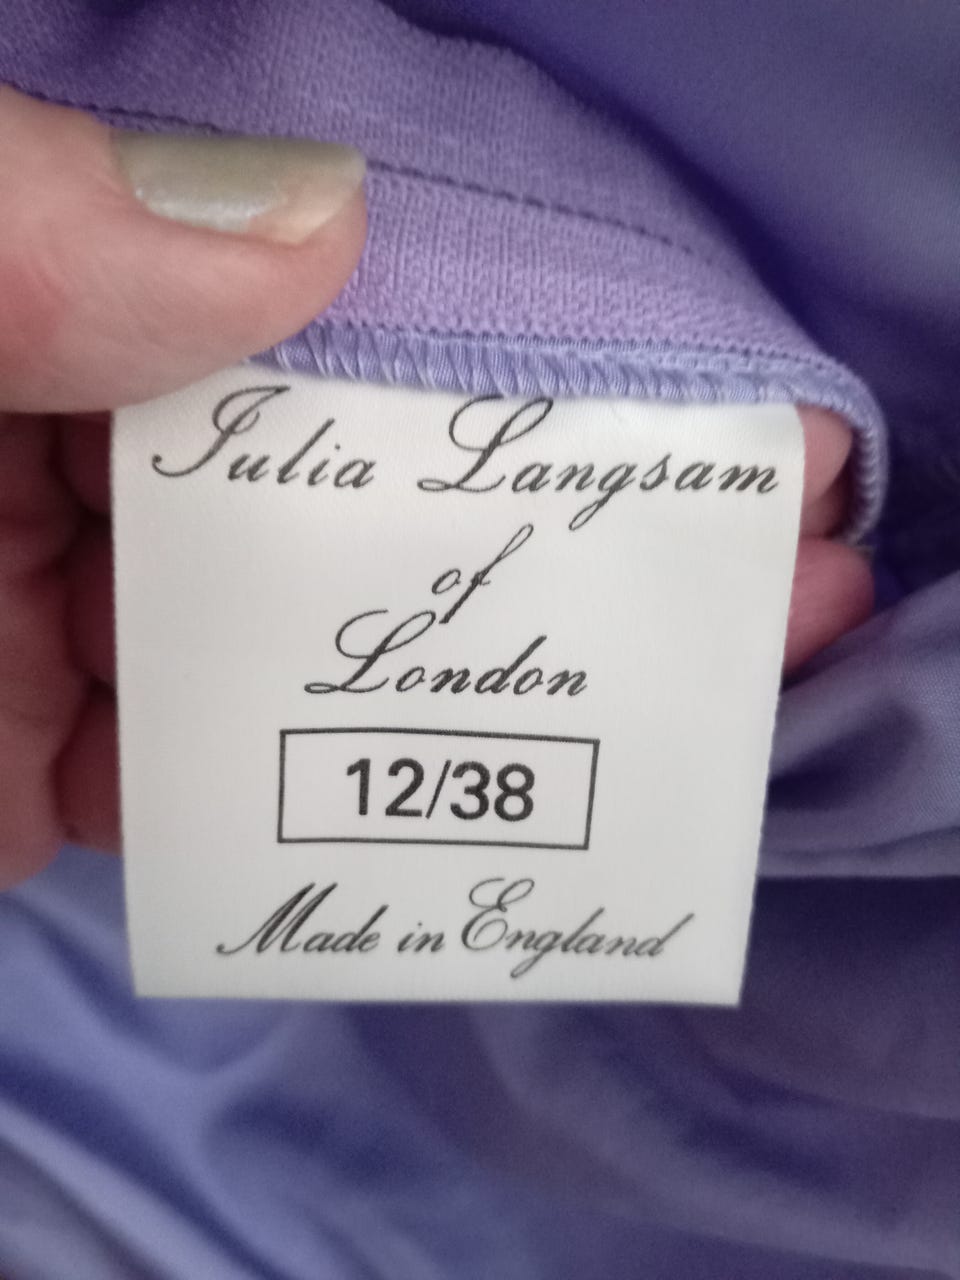 Julia Langsam
of
London
12/38
Made in England